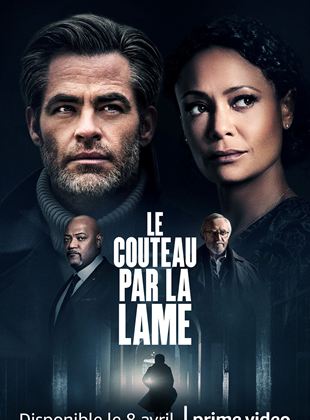 LE
COUTEAU
PAR LA
LAME
Disponible le 8 avril | prime video